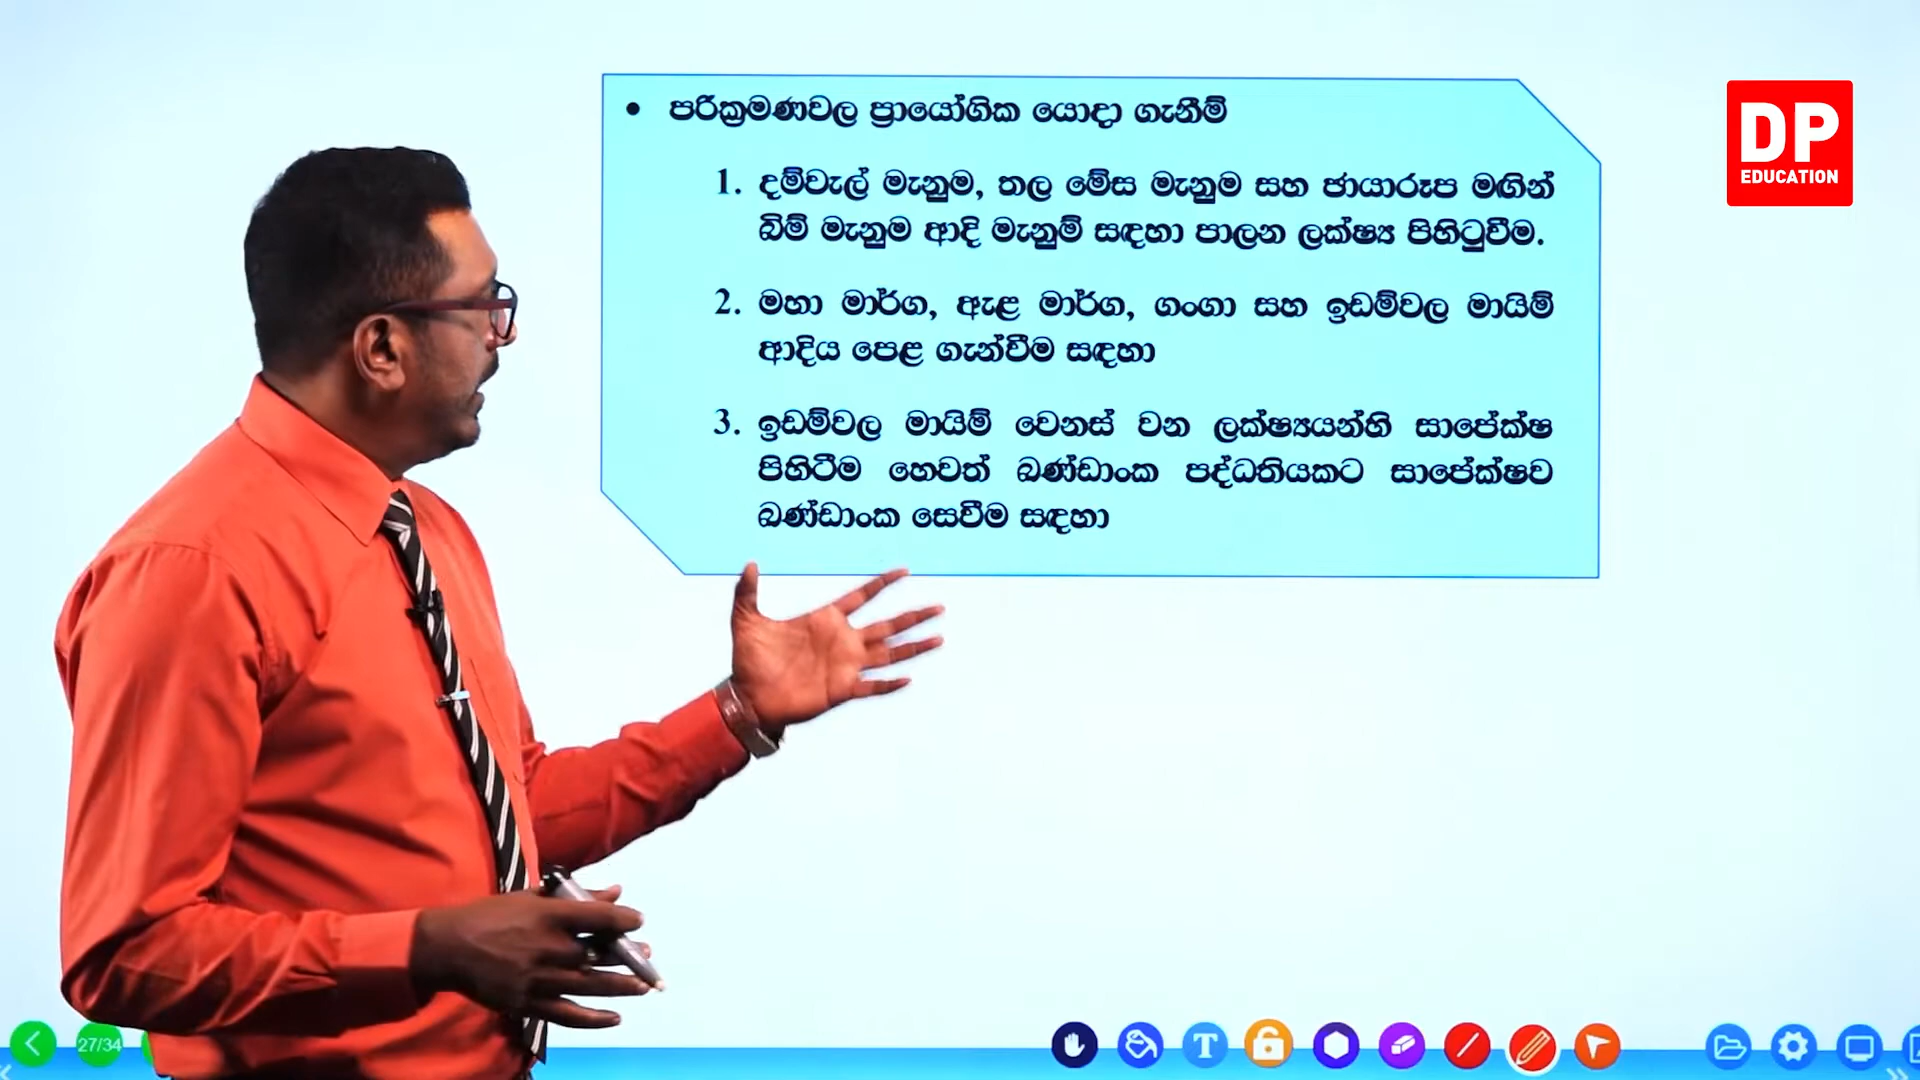 • පරික්‍රමණවල ප්‍රායෝගික යොදා ගැනීම්
1. දම්වැල් මැනුම, තල මේස මැනුම සහ ඡායාරූප මඟින්
බිම් මැනුම ආදි මැනුම් සඳහා පාලන ලක්ෂ්‍ය පිහිටුවීම.
2. මහා මාර්ග, ඇළ මාර්ග, ගංගා සහ ඉඩම්වල මායිම්
ආදිය පෙළ ගැන්වීම සඳහා
3. ඉඩම්වල මායිම් වෙනස් වන ලක්ෂ්‍යයන්හි සාපේක්ෂ
පිහිටීම හෙවත් ඛණ්ඩාංක පද්ධතියකට සාපේක්ෂව
ඛණ්ඩාංක සෙවීම සඳහා
DP
EDUCATION
27/34
T